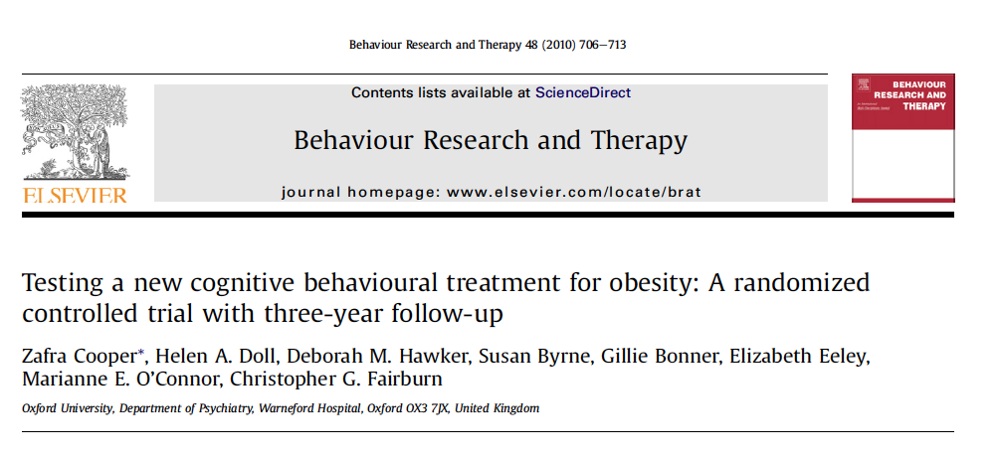 Behaviour Research and Therapy 48 (2010) 706–713
Contents lists available at ScienceDirect
Behaviour Research and Therapy
journal homepage: www.elsevier.com/locate/brat
ELSEVIER
BEHAVIOUR
RESEARCH AND
THERAPY
Testing a new cognitive behavioural treatment for obesity: A randomized
controlled trial with three-year follow-up
Zafra Cooper*, Helen A. Doll, Deborah M. Hawker, Susan Byrne, Gillie Bonner, Elizabeth Eeley,
Marianne E. O’Connor, Christopher G. Fairburn
Oxford University, Department of Psychiatry, Warneford Hospital, Oxford OX3 7JX, United Kingdom